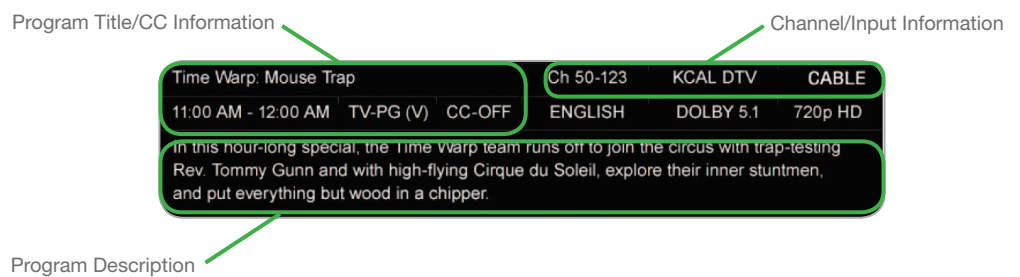 Program Title/CC Information
Channel/Input Information
Time Warp: Mouse Trap Ch 50-123 KCAL DTV CABLE
11:00 AM - 12:00 AM TV-PG (V) CC-OFF ENGLISH DOLBY 5.1 720p HD
In this hour-long special, the Time Warp team runs off to join the circus with trap-testing
Rev. Tommy Gunn and with high-flying Cirque du Soleil, explore their inner stuntmen,
and put everything but wood in a chipper.
Program Description